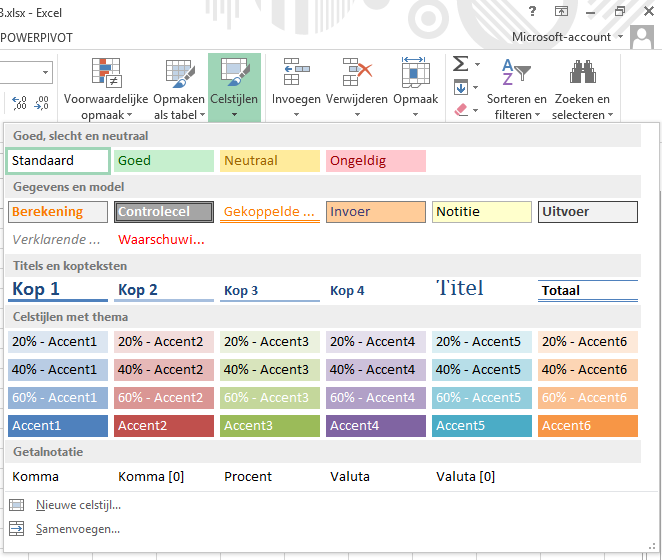 3.xlsx - Excel
?
POWERPIVOT
Microsoft-account
,00 ,0
,0 ,00
Voorwaardelijke opmaak
Opmaken als tabel
Celstijlen
Invoegen
Verwijderen
Opmaak
Σ
A
Z
Sorteren en filteren
Zoeken en selecteren
Goed, slecht en neutraal
Standaard Goed Neutraal Ongeldig
Gegevens en model
Berekening Controlecel Gekoppelde ... Invoer Notitie Uitvoer
Verklarende ... Waarschuwi...
Titels en kopteksten
Kop 1 Kop 2 Kop 3 Kop 4 Titel Totaal
Celstijlen met thema
20% - Accent1 20% - Accent2 20% - Accent3 20% - Accent4 20% - Accent5 20% - Accent6
40% - Accent1 40% - Accent2 40% - Accent3 40% - Accent4 40% - Accent5 40% - Accent6
60% - Accent1 60% - Accent2 60% - Accent3 60% - Accent4 60% - Accent5 60% - Accent6
Accent1 Accent2 Accent3 Accent4 Accent5 Accent6
Getalnotatie
Komma Komma [0] Procent Valuta Valuta [0]
Nieuwe celstijl...
Samenvoegen...